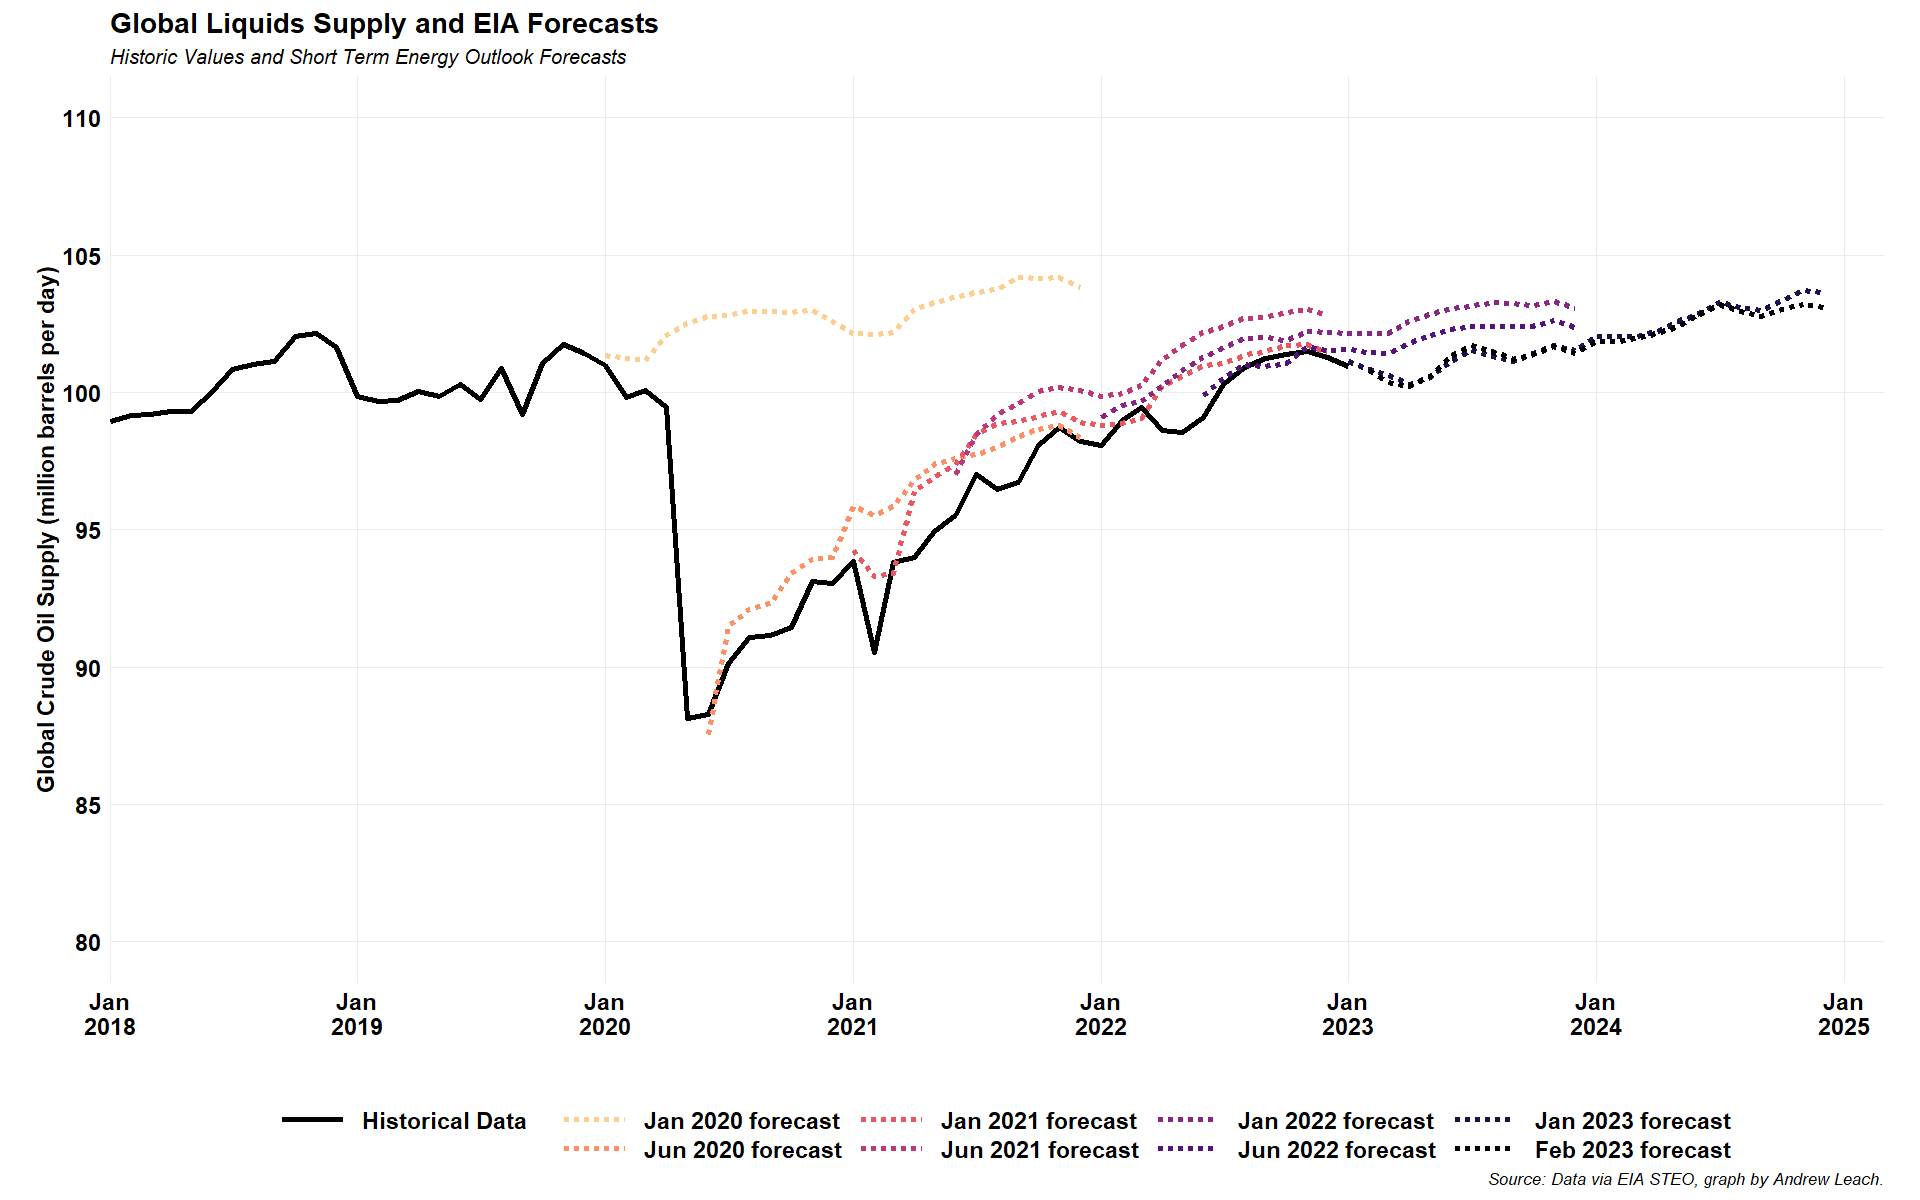 Global Liquids Supply and EIA Forecasts
Historic Values and Short Term Energy Outlook Forecasts
Global Crude Oil Supply (million barrels per day)
110
105
100
95
90
85
80
Jan 2018
Jan 2019
Jan 2020
Jan 2021
Jan 2022
Jan 2023
Jan 2024
Jan 2025
Historical Data
Jan 2020 forecast
Jun 2020 forecast
Jan 2021 forecast
Jun 2021 forecast
Jan 2022 forecast
Jun 2022 forecast
Jan 2023 forecast
Feb 2023 forecast
Source: Data via EIA STEO, graph by Andrew Leach.